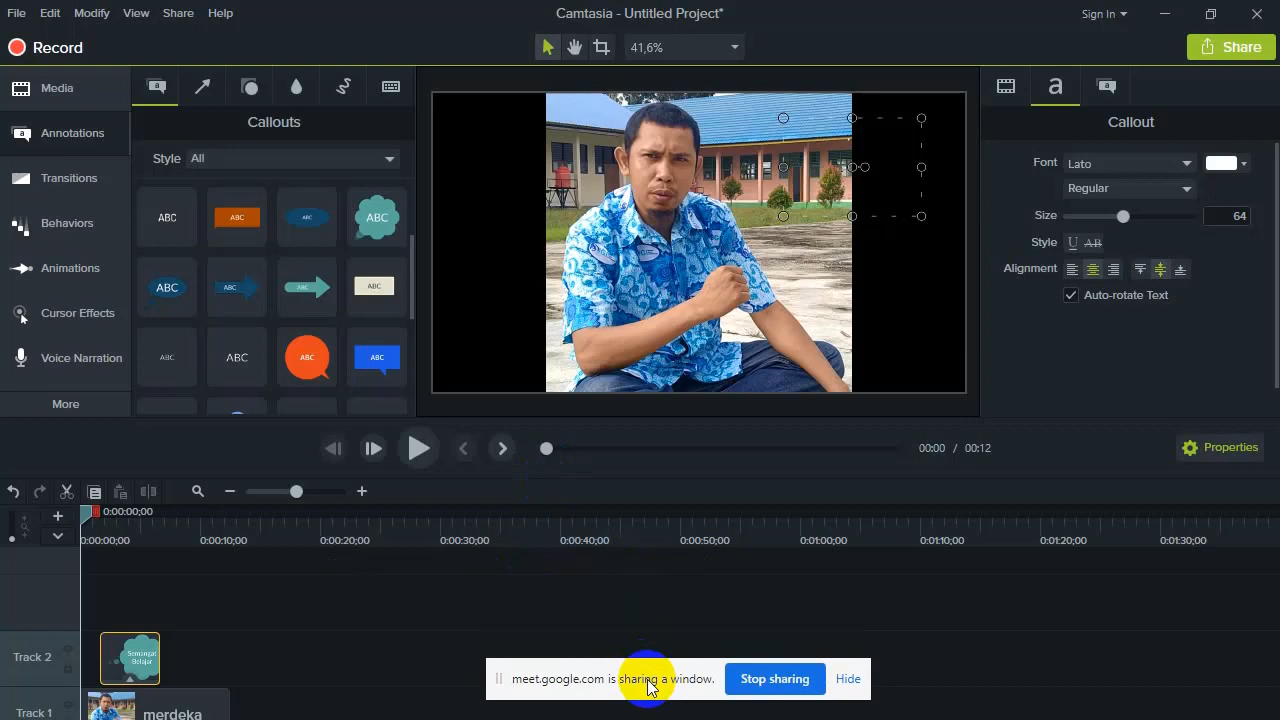 File Edit Modify View Share Help
Camtasia - Untitled Project*
Sign In
Record
41,6%
Share
Media
Annotations
Transitions
Behaviors
Animations
Cursor Effects
Voice Narration
More
Callouts
Style All
ABC ABC ABC ABC
ABC ABC ABC ABC
ABC ABC ABC ABC
Callout
Font Lato
Regular
Size 64
Style U AB
Alignment
Auto-rotate Text
00:00 / 00:12
Properties
0:00:00;00
0:00:00;00 0:00:10;00 0:00:20;00 0:00:30;00 0:00:40;00 0:00:50;00 0:01:00;00 0:01:10;00 0:01:20;00 0:01:30;00
Track 2
Semangat
Belajar
meet.google.com is sharing a window. Stop sharing Hide
Track 1
merdeka